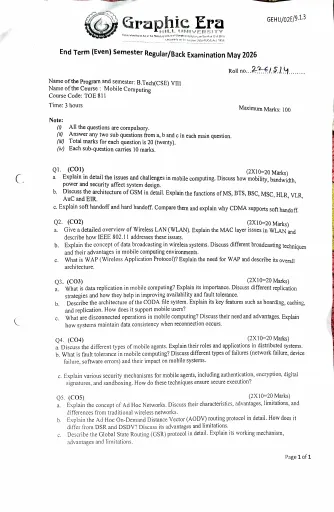 GEHU/02E/9.13
Graphic Era
HILL UNIVERSITY
End Term (Even) Semester Regular/Back Examination May 2026
Roll no.
Name of the Program and semester: B.Tech(CSE) VIII
Name of the Course : Mobile Computing
Course Code: TOE 811
Time: 3 hours
Maximum Marks: 100
Note:
(i) All the questions are compulsory.
(ii) Answer any two sub questions from a, b and c in each main question.
(iii) Total marks for each question is 20 (twenty).
(iv) Each sub-question carries 10 marks.
Q1. (CO1)
(2X10=20 Marks)
a. Explain in detail the issues and challenges in mobile computing. Discuss how mobility, bandwidth,
power and security affect system design.
b. Discuss the architecture of GSM in detail. Explain the functions of MS, BTS, BSC, MSC, HLR, VLR,
AuC and EIR.
c. Explain soft handoff and hard handoff. Compare them and explain why CDMA supports soft handoff
Q2. (CO2)
(2X10=20 Marks)
a. Give a detailed overview of Wireless LAN (WLAN). Explain the MAC layer issues in WLAN and
describe how IEEE 802.11 addresses these issues.
b. Explain the concept of data broadcasting in wireless systems. Discuss different broadcasting techniques
and their advantages in mobile computing environments.
c. What is WAP (Wireless Application Protocol)? Explain the need for WAP and describe its overall
architecture.
Q3. (CO3)
(2X10=20 Marks)
a. What is data replication in mobile computing? Explain its importance. Discuss different replication
strategies and how they help in improving availability and fault tolerance.
b. Describe the architecture of the CODA file system. Explain its key features such as hoarding, caching,
and replication. How does it support mobile users?
c. What are disconnected operations in mobile computing? Discuss their need and advantages. Explain
how systems maintain data consistency when reconnection occurs.
Q4. (CO4)
(2X10=20 Marks)
a. Discuss the different types of mobile agents. Explain their roles and applications in distributed systems.
b. What is fault tolerance in mobile computing? Discuss different types of failures (network failure, device
failure, software errors) and their impact on mobile systems.
c. Explain various security mechanisms for mobile agents, including authentication, encryption, digital
signatures, and sandboxing. How do these techniques ensure secure execution?
Q5. (CO5)
(2X10=20 Marks)
a. Explain the concept of Ad Hoc Networks. Discuss their characteristics, advantages, limitations, and
differences from traditional wireless networks.
b. Explain the Ad Hoc On-Demand Distance Vector (AODV) routing protocol in detail. How does it
differ from DSR and DSDV? Discuss its advantages and limitations.
c. Describe the Global State Routing (GSR) protocol in detail. Explain its working mechanism,
advantages and limitations.
Page 1 of 1